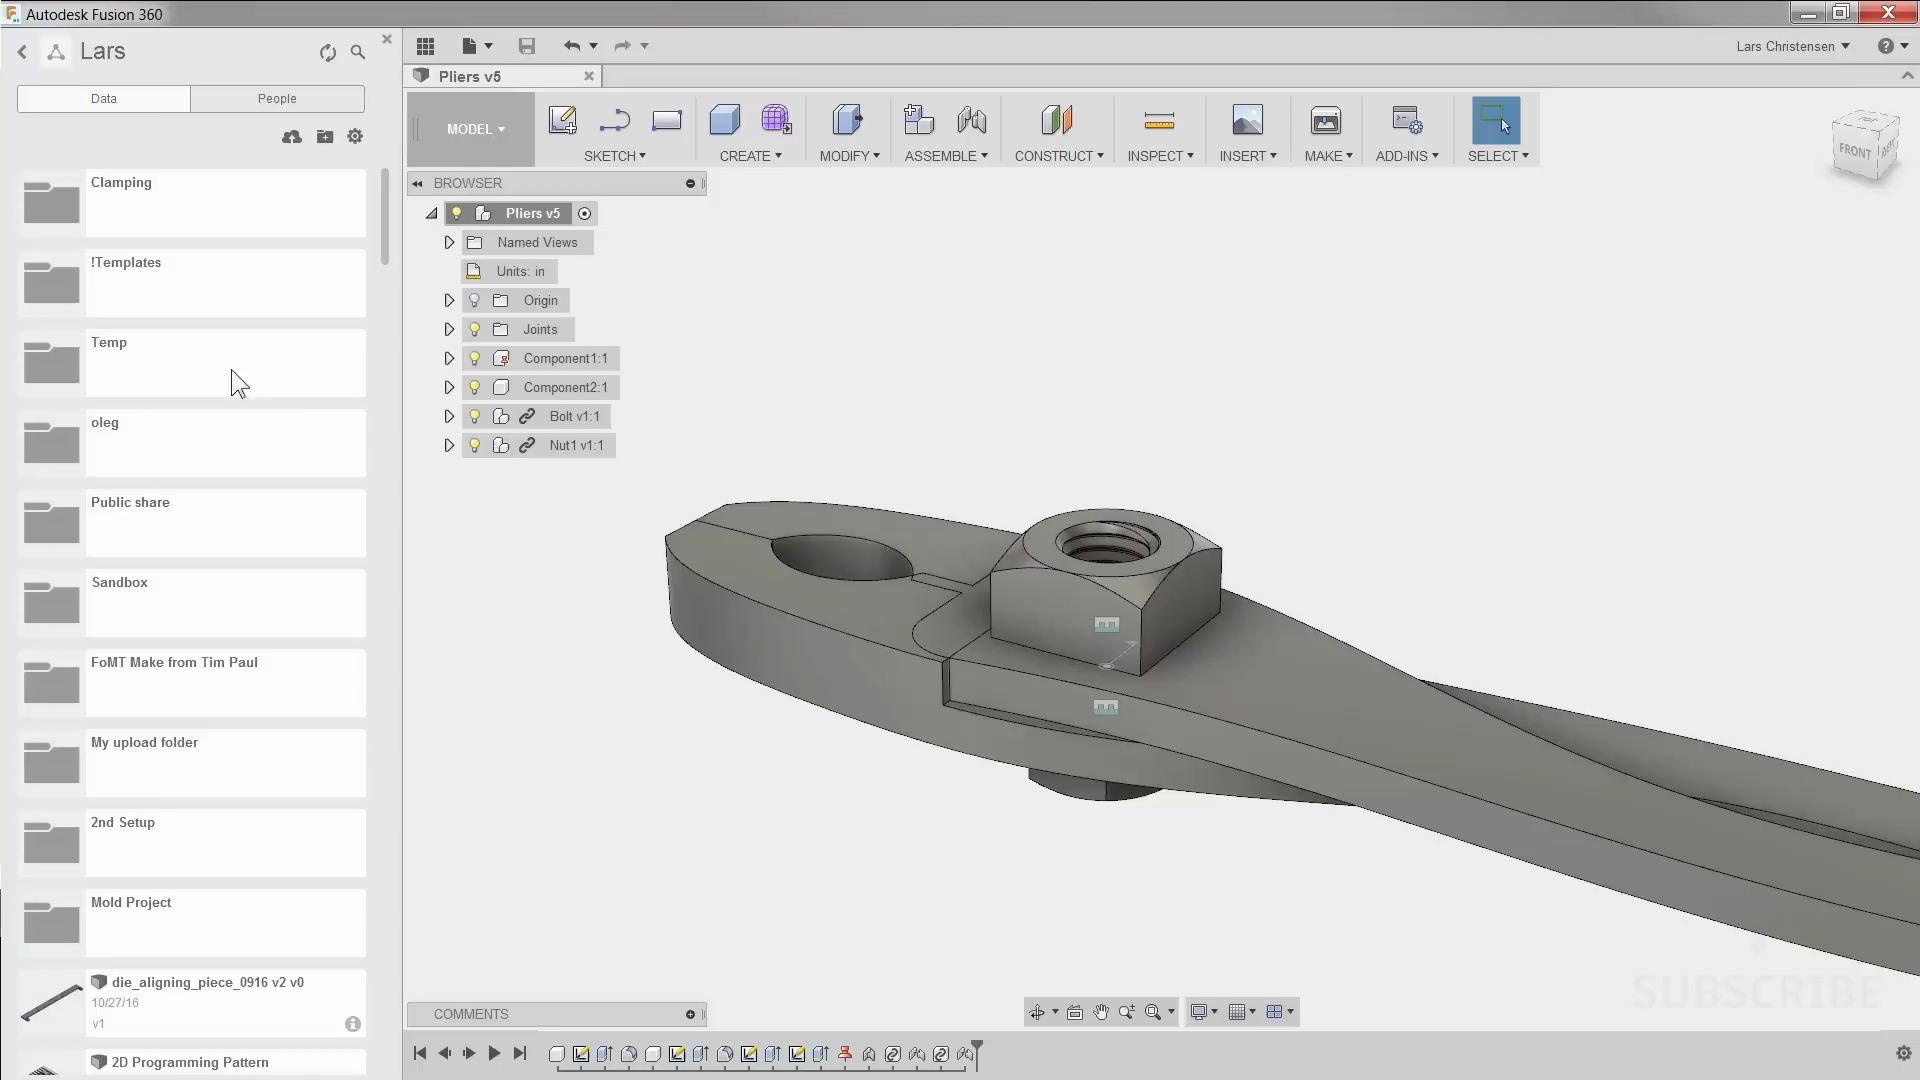 Autodesk Fusion 360
Lars
Data
People
Clamping
!Templates
Temp
oleg
Public share
Sandbox
FoMT Make from Tim Paul
My upload folder
2nd Setup
Mold Project
die_aligning_piece_0916 v2 v0
10/27/16
v1
2D Programming Pattern
Lars Christensen
Pliers v5
MODEL
SKETCH
CREATE
MODIFY
ASSEMBLE
CONSTRUCT
INSPECT
INSERT
MAKE
ADD-INS
SELECT
FRONT
BROWSER
Pliers v5
Named Views
Units: in
Origin
Joints
Component1:1
Component2:1
Bolt v1:1
Nut1 v1:1
SUBSCRIBE
COMMENTS